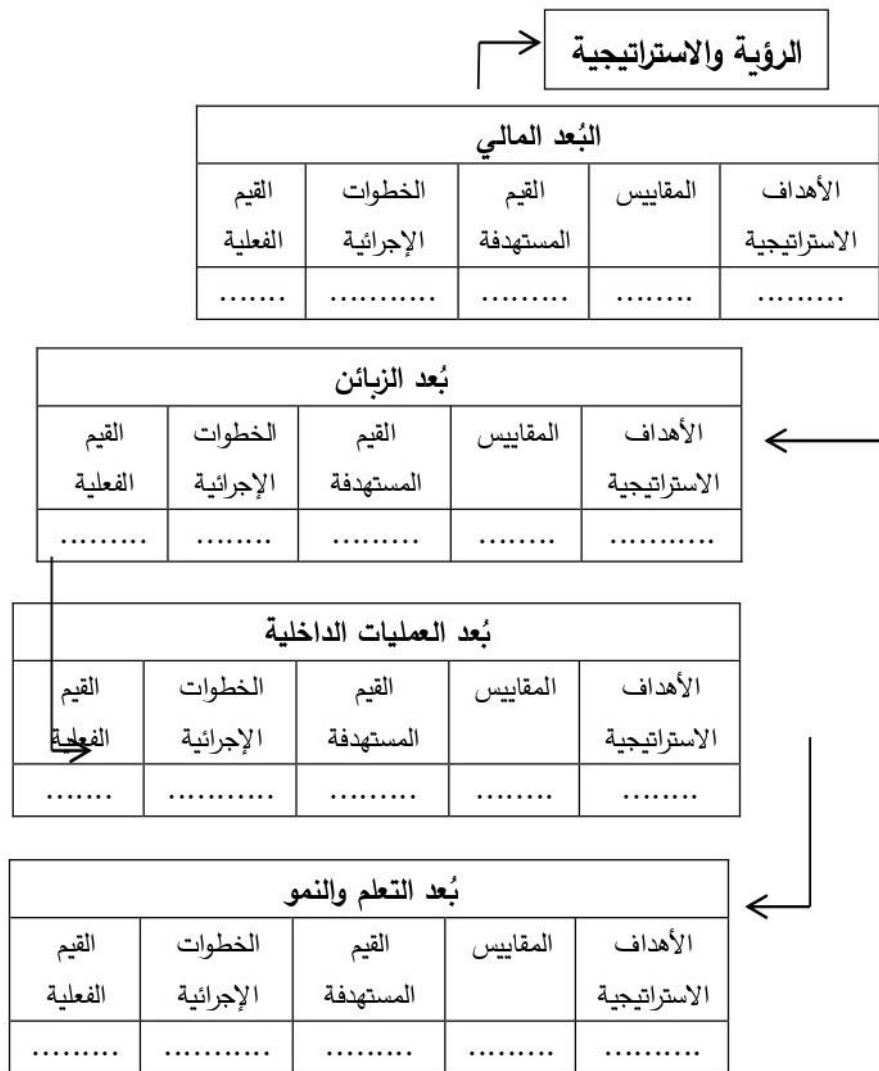 الرؤية والاستراتيجية
البُعد المالي
الأهداف الاستراتيجية المقاييس القيم المستهدفة الخطوات الإجرائية القيم الفعلية
......... ........ ......... ........... .......
بُعد الزبائن
الأهداف الاستراتيجية المقاييس القيم المستهدفة الخطوات الإجرائية القيم الفعلية
........... ........ ......... ........ .........
بُعد العمليات الداخلية
الأهداف الاستراتيجية المقاييس القيم المستهدفة الخطوات الإجرائية القيم الفعلية
........ ........ ......... ........... .......
بُعد التعلم والنمو
الأهداف الاستراتيجية المقاييس القيم المستهدفة الخطوات الإجرائية القيم الفعلية
.......... ......... ......... ........... .........